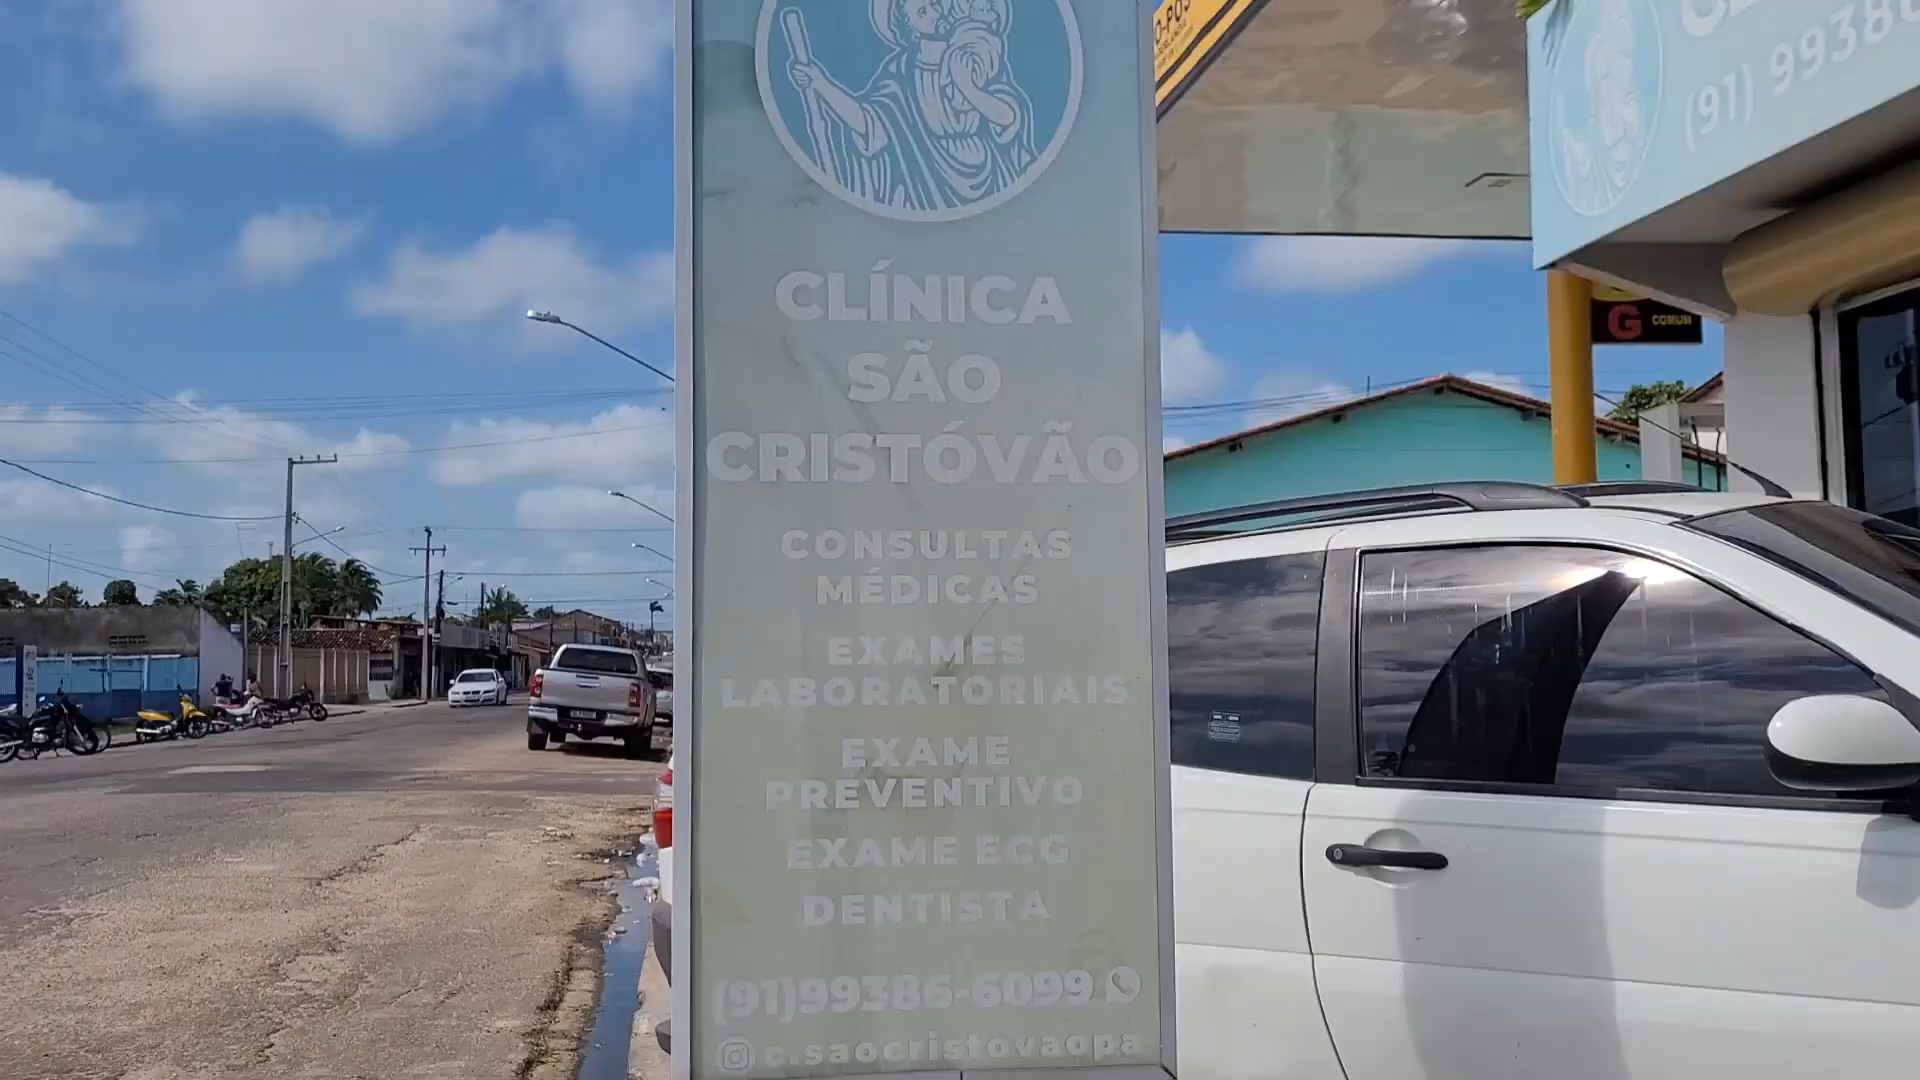 CLÍNICA
SÃO
CRISTÓVÃO
CONSULTAS
MÉDICAS
EXAMES
LABORATORIAIS
EXAME
PREVENTIVO
EXAME ECG
DENTISTA
(91)99386-6099
c.saocristovaopa
O-POS
(91) 9938
G COMUM